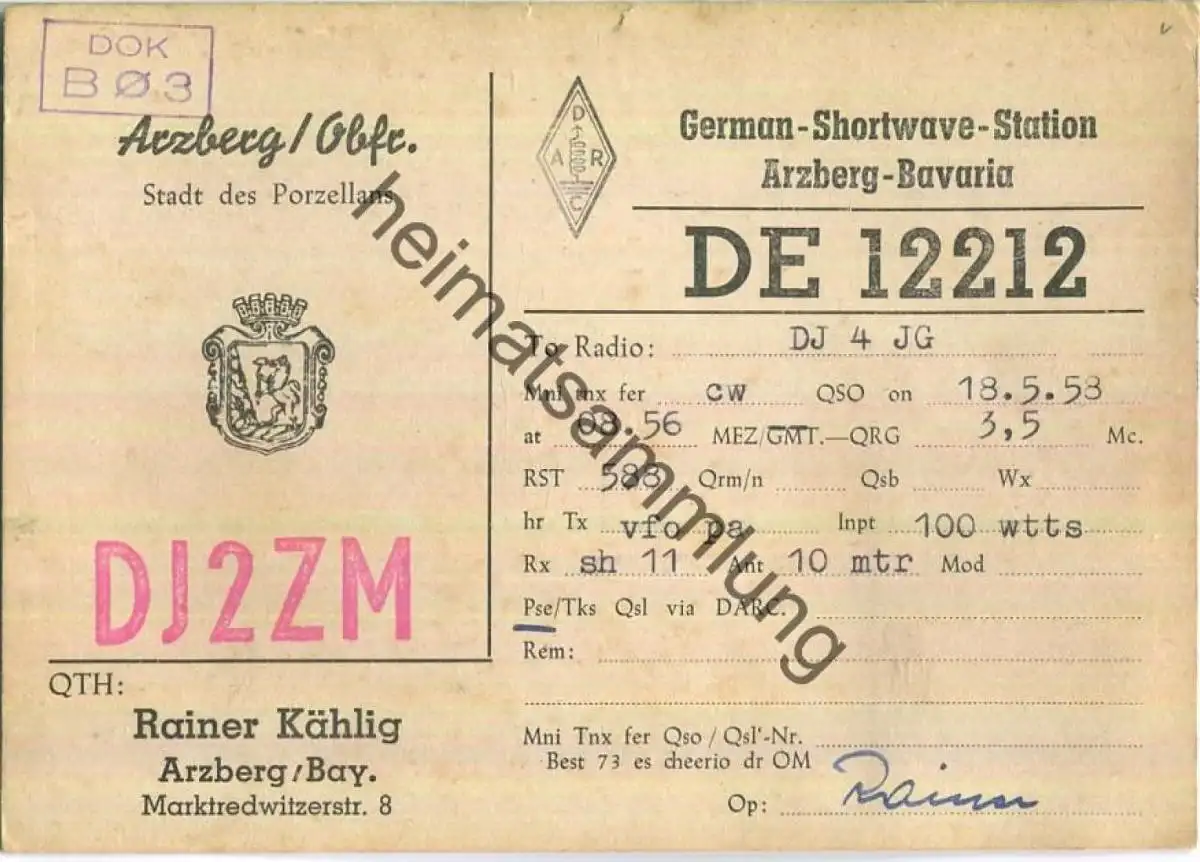 DOK
BØ3
Arzberg/Obfr.
Stadt des Porzellans
DJ2ZM
QTH:
Rainer Kählig
Arzberg/Bay.
Marktredwitzerstr. 8
DARC
German-Shortwave-Station
Arzberg-Bavaria
DE 12212
To Radio: DJ 4 JG
Mni tnx fer cw QSO on 18.5.58
at 08.56 MEZ/GMT.—QRG 3,5 Mc.
RST 588 Qrm/n Qsb Wx
hr Tx vfo pa Inpt 100 wtts
Rx sh 11 Ant 10 mtr Mod
Pse/Tks Qsl via DARC.
Rem:
Mni Tnx fer Qso / Qsl'-Nr.
Best 73 es cheerio dr OM
Op: Rainer
heimatsammlung